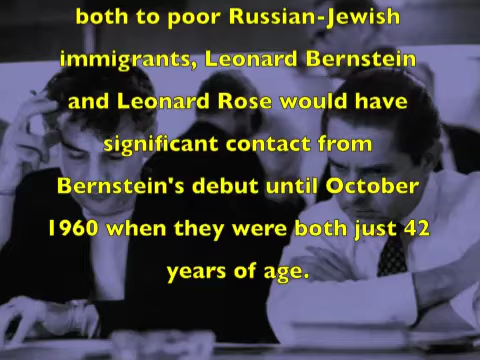 both to poor Russian-Jewish
immigrants, Leonard Bernstein
and Leonard Rose would have
significant contact from
Bernstein's debut until October
1960 when they were both just 42
years of age.